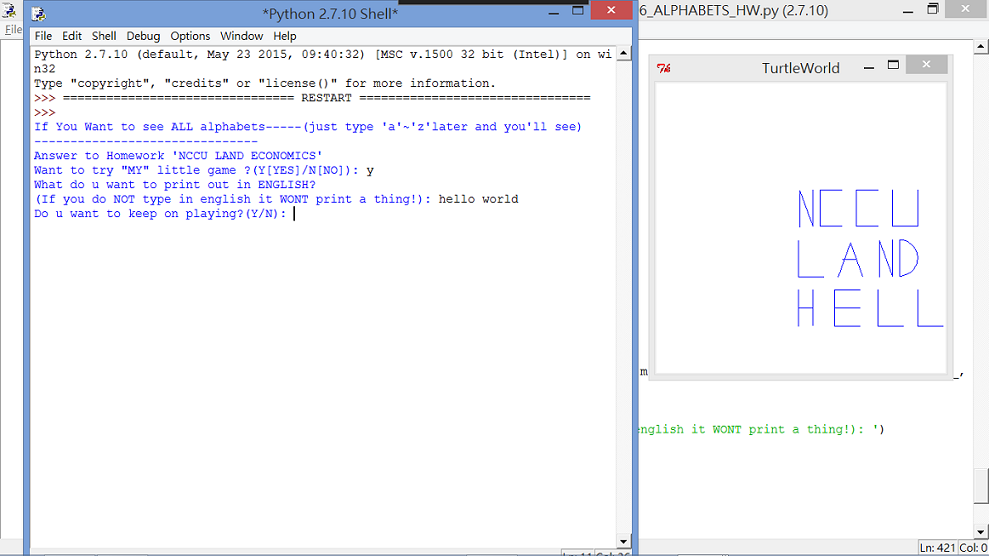 *Python 2.7.10 Shell*
File Edit Shell Debug Options Window Help
Python 2.7.10 (default, May 23 2015, 09:40:32) [MSC v.1500 32 bit (Intel)] on wi
n32
Type "copyright", "credits" or "license()" for more information.
>>> ================================ RESTART ================================
>>>
If You Want to see ALL alphabets-----(just type 'a'~'z'later and you'll see)
-------------------------------
Answer to Homework 'NCCU LAND ECONOMICS'
Want to try "MY" little game ?(Y[YES]/N[NO]): y
What do u want to print out in ENGLISH?
(If you do NOT type in english it WONT print a thing!): hello world
Do u want to keep on playing?(Y/N):
6_ALPHABETS_HW.py (2.7.10)
File
TurtleWorld
NCCU
LAND
HELL
english it WONT print a thing!): ')
Ln: 421 Col: 0